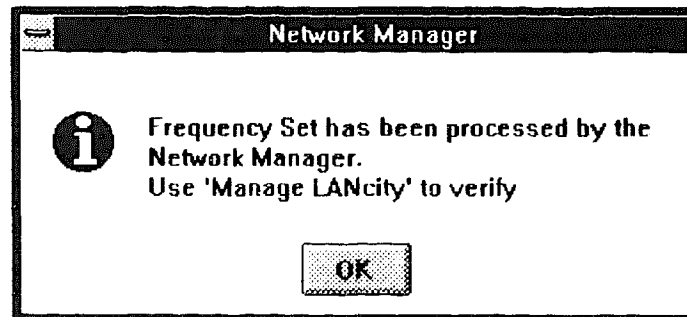 Network Manager
Frequency Set has been processed by the
Network Manager.
Use 'Manage LANcity' to verify
OK